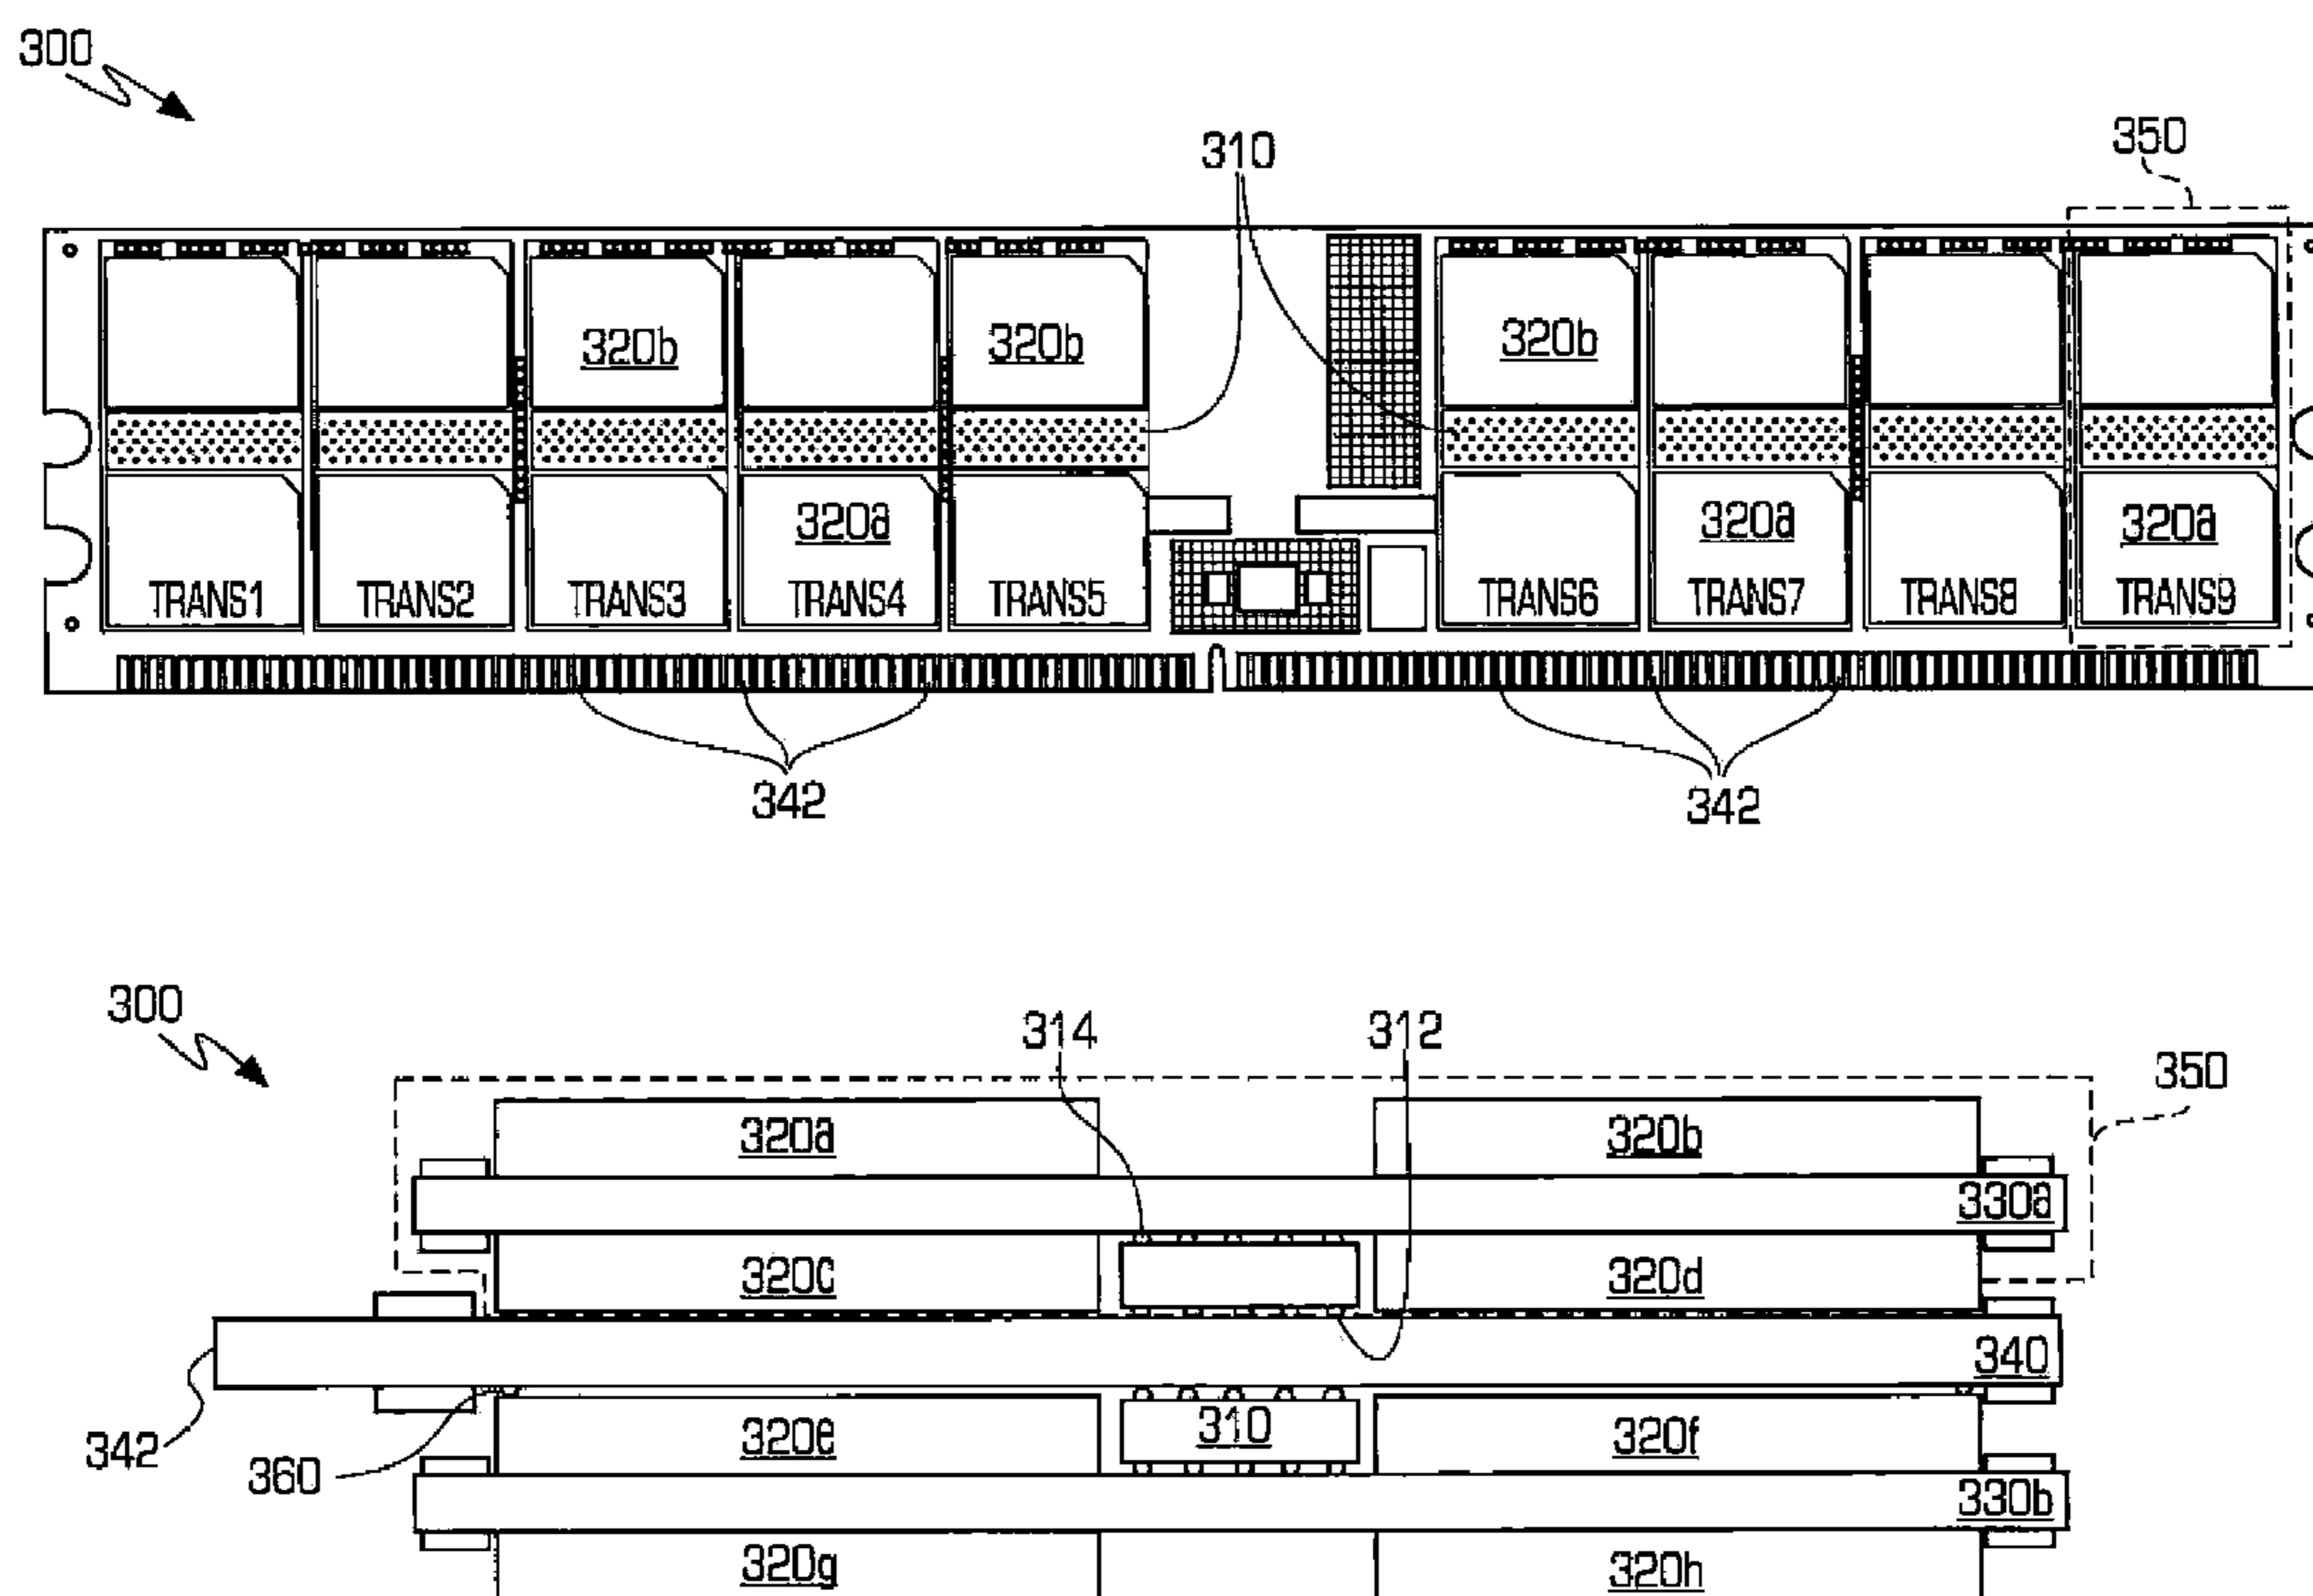 300
310
350
320b 320b 320b
320a 320a 320a
TRANS1 TRANS2 TRANS3 TRANS4 TRANS5 TRANS6 TRANS7 TRANS8 TRANS9
342 342
300
314 312
350
320a 320b
330a
320c 320d
340
342
360
320e 310 320f
330b
320g 320h